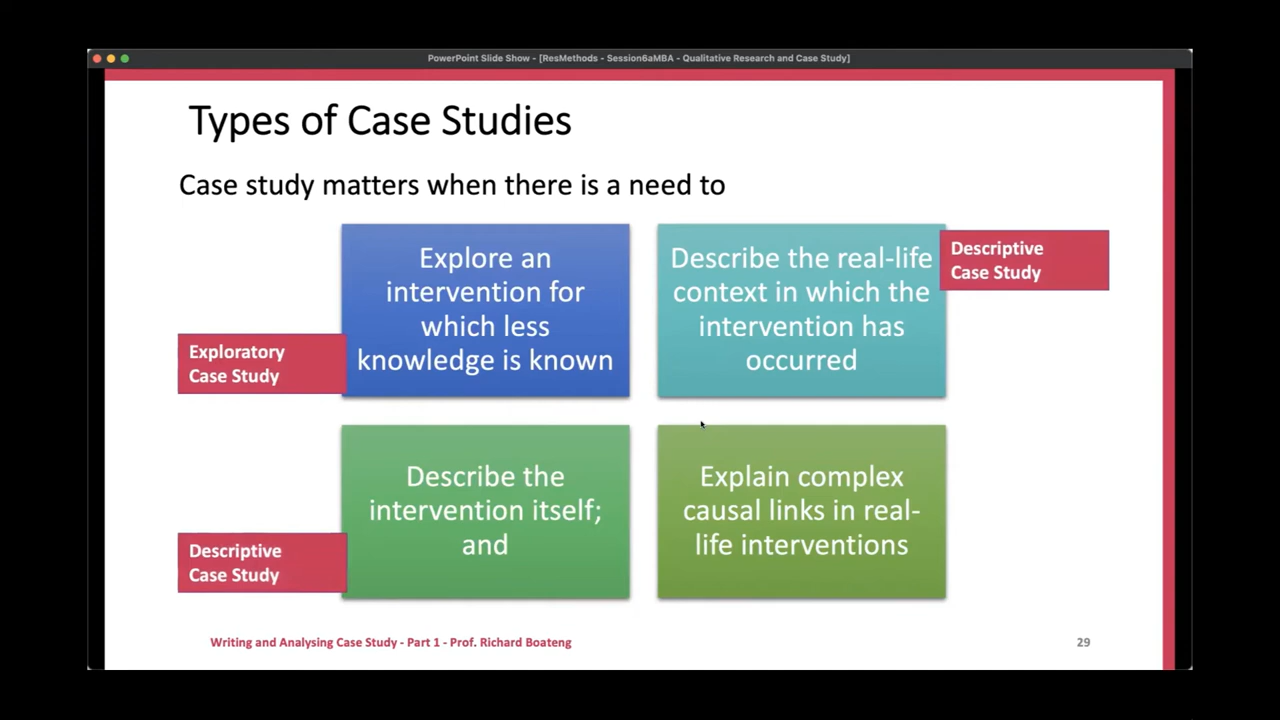 PowerPoint Slide Show - [ResMethods - Session6aMBA - Qualitative Research and Case Study]
Types of Case Studies
Case study matters when there is a need to
Explore an
intervention for
which less
knowledge is known
Exploratory
Case Study
Describe the real-life
context in which the
intervention has
occurred
Descriptive
Case Study
Describe the
intervention itself;
and
Descriptive
Case Study
Explain complex
causal links in real-
life interventions
Writing and Analysing Case Study - Part 1 - Prof. Richard Boateng
29